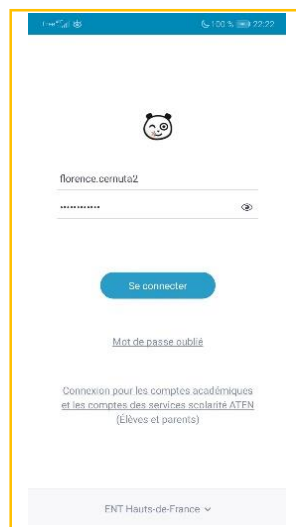 Free 100 % 22:22
florence.cernuta2
••••••••••••
Se connecter
Mot de passe oublié
Connexion pour les comptes académiques
et les comptes des services scolarité ATEN
(Élèves et parents)
ENT Hauts-de-France